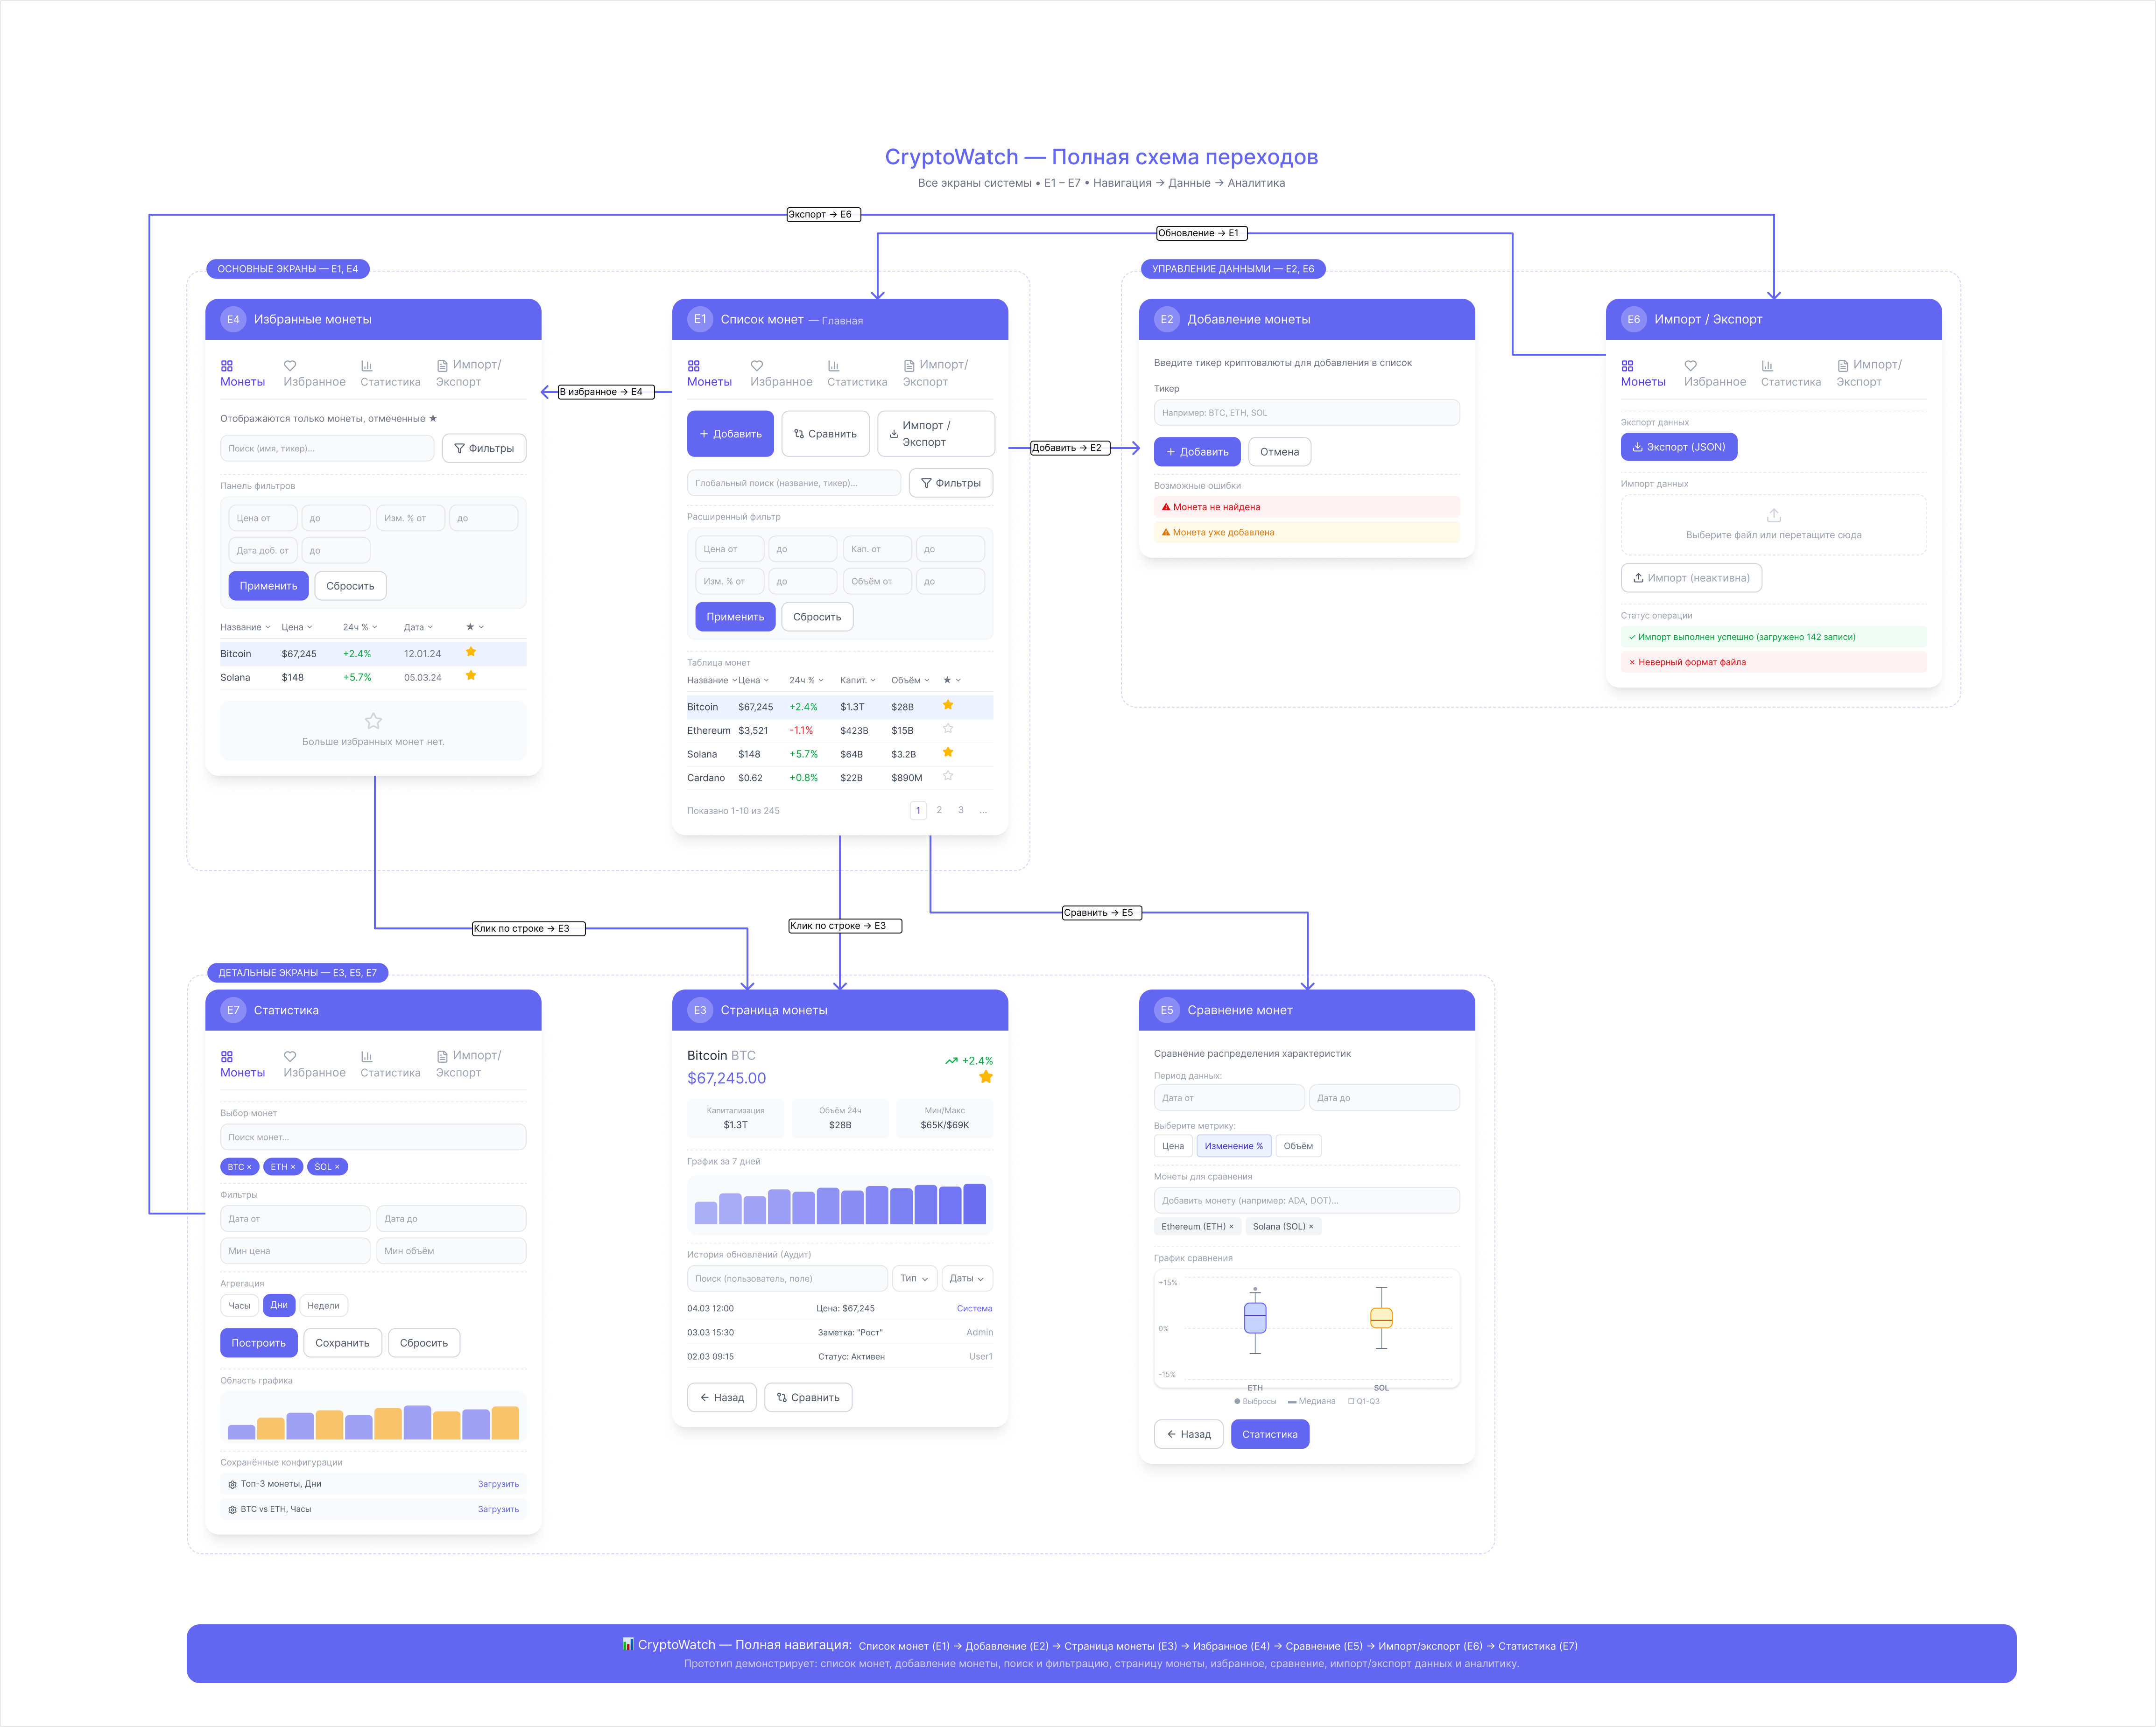 CryptoWatch — Полная схема переходов
Все экраны системы • E1 – E7 • Навигация → Данные → Аналитика
Экспорт → E6
Обновление → E1
ОСНОВНЫЕ ЭКРАНЫ — E1, E4
E4 Избранные монеты
Монеты Избранное Статистика Импорт/
Экспорт
Отображаются только монеты, отмеченные ★
Поиск (имя, тикер)... Фильтры
Панель фильтров
Цена от до Изм. % от до
Дата доб. от до
Применить Сбросить
Название Цена 24ч % Дата ★
Bitcoin $67,245 +2.4% 12.01.24
Solana $148 +5.7% 05.03.24
Больше избранных монет нет.
В избранное → E4
E1 Список монет — Главная
Монеты Избранное Статистика Импорт/
Экспорт
+ Добавить Сравнить Импорт /
Экспорт
Глобальный поиск (название, тикер)... Фильтры
Расширенный фильтр
Цена от до Кап. от до
Изм. % от до Объём от до
Применить Сбросить
Таблица монет
Название Цена 24ч % Капит. Объём ★
Bitcoin $67,245 +2.4% $1.3T $28B
Ethereum $3,521 -1.1% $423B $15B
Solana $148 +5.7% $64B $3.2B
Cardano $0.62 +0.8% $22B $890M
Показано 1-10 из 245 1 2 3 ...
Добавить → E2
УПРАВЛЕНИЕ ДАННЫМИ — E2, E6
E2 Добавление монеты
Введите тикер криптовалюты для добавления в список
Тикер
Например: BTC, ETH, SOL
+ Добавить Отмена
Возможные ошибки
⚠ Монета не найдена
⚠ Монета уже добавлена
E6 Импорт / Экспорт
Монеты Избранное Статистика Импорт/
Экспорт
Экспорт данных
Экспорт (JSON)
Импорт данных
Выберите файл или перетащите сюда
Импорт (неактивна)
Статус операции
✓ Импорт выполнен успешно (загружено 142 записи)
× Неверный формат файла
Клик по строке → E3
Клик по строке → E3
Сравнить → E5
ДЕТАЛЬНЫЕ ЭКРАНЫ — E3, E5, E7
E7 Статистика
Монеты Избранное Статистика Импорт/
Экспорт
Выбор монет
Поиск монет...
BTC × ETH × SOL ×
Фильтры
Дата от Дата до
Мин цена Мин объём
Агрегация
Часы Дни Недели
Построить Сохранить Сбросить
Область графика
Сохранённые конфигурации
Топ-3 монеты, Дни Загрузить
BTC vs ETH, Часы Загрузить
E3 Страница монеты
Bitcoin BTC +2.4%
$67,245.00
Капитализация Объём 24ч Мин/Макс
$1.3T $28B $65K/$69K
График за 7 дней
История обновлений (Аудит)
Поиск (пользователь, поле) Тип Даты
04.03 12:00 Цена: $67,245 Система
03.03 15:30 Заметка: "Рост" Admin
02.03 09:15 Статус: Активен User1
← Назад Сравнить
E5 Сравнение монет
Сравнение распределения характеристик
Период данных:
Дата от Дата до
Выберите метрику:
Цена Изменение % Объём
Монеты для сравнения
Добавить монету (например: ADA, DOT)...
Ethereum (ETH) × Solana (SOL) ×
График сравнения
+15%
0%
-15%
ETH SOL
Выбросы Медиана Q1-Q3
← Назад Статистика
📊 CryptoWatch — Полная навигация: Список монет (E1) → Добавление (E2) → Страница монеты (E3) → Избранное (E4) → Сравнение (E5) → Импорт/экспорт (E6) → Статистика (E7)
Прототип демонстрирует: список монет, добавление монеты, поиск и фильтрацию, страницу монеты, избранное, сравнение, импорт/экспорт данных и аналитику.